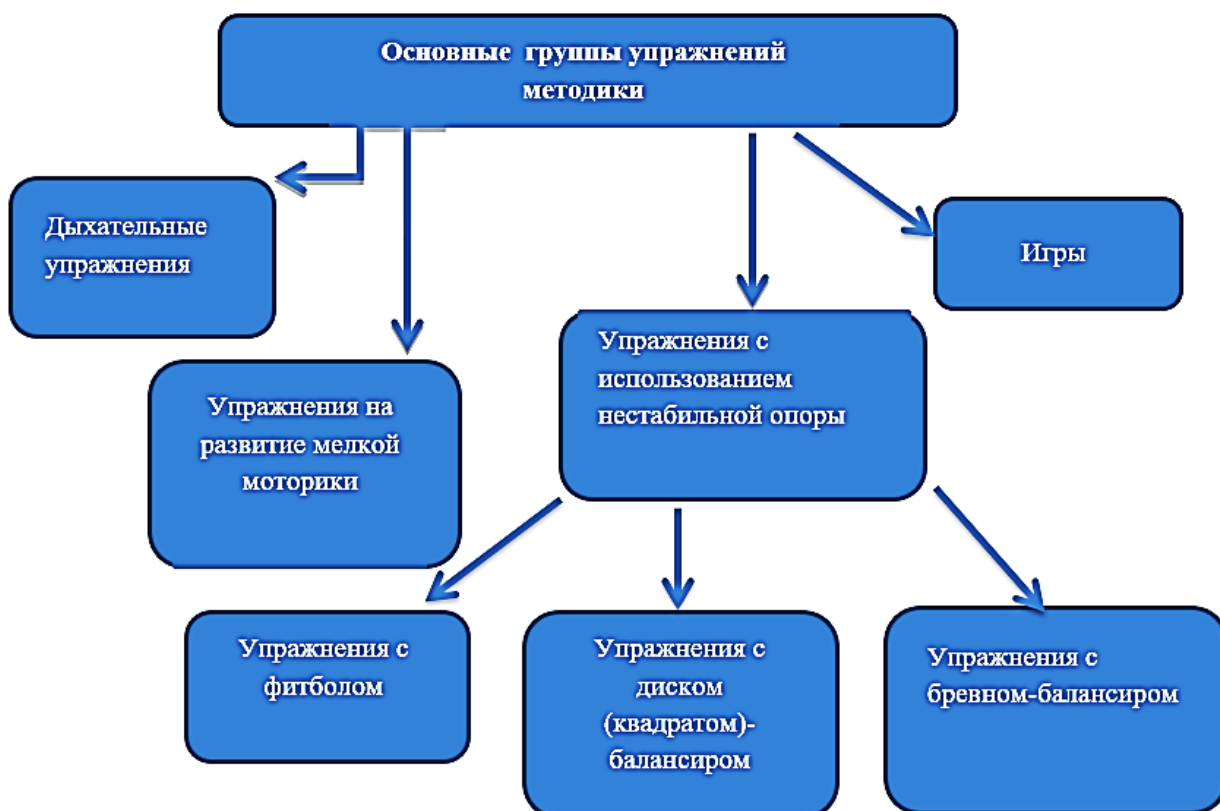 Основные группы упражнений
методики
Дыхательные
упражнения
Игры
Упражнения с
использованием
нестабильной опоры
Упражнения на
развитие мелкой
моторики
Упражнения с
фитболом
Упражнения с
диском
(квадратом)-
балансиром
Упражнения с
бревном-балансиром